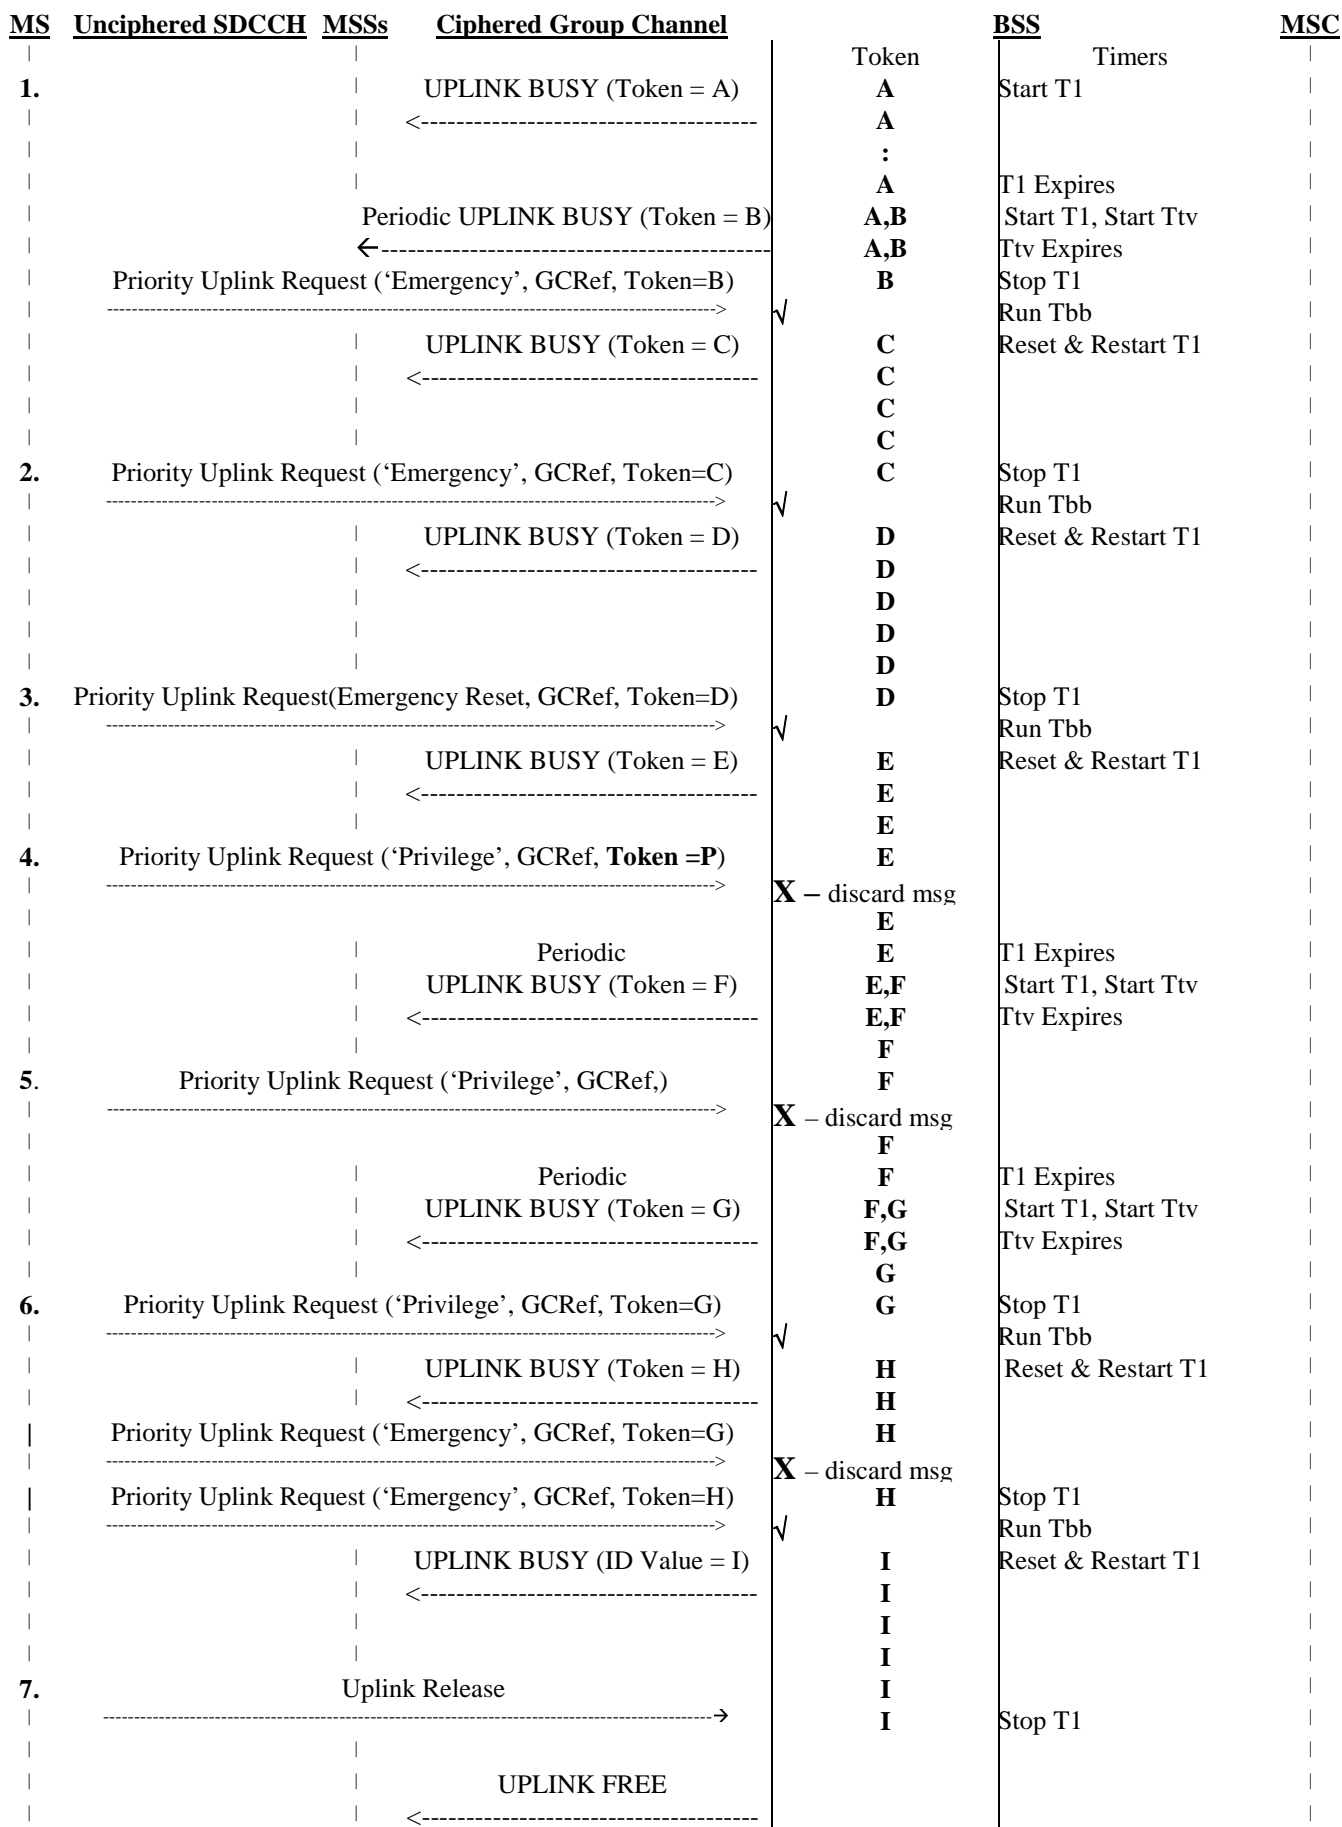 MS Unciphered SDCCH MSSs Ciphered Group Channel BSS MSC
Token Timers
1. UPLINK BUSY (Token = A) A Start T1
A
:
A T1 Expires
Periodic UPLINK BUSY (Token = B) A,B Start T1, Start Ttv
A,B Ttv Expires
Priority Uplink Request (‘Emergency’, GCRef, Token=B) B Stop T1
√ Run Tbb
UPLINK BUSY (Token = C) C Reset & Restart T1
C
C
C
2. Priority Uplink Request (‘Emergency’, GCRef, Token=C) C Stop T1
√ Run Tbb
UPLINK BUSY (Token = D) D Reset & Restart T1
D
D
D
D
3. Priority Uplink Request(Emergency Reset, GCRef, Token=D) D Stop T1
√ Run Tbb
UPLINK BUSY (Token = E) E Reset & Restart T1
E
E
4. Priority Uplink Request (‘Privilege’, GCRef, Token =P) E
X – discard msg
E
Periodic E T1 Expires
UPLINK BUSY (Token = F) E,F Start T1, Start Ttv
E,F Ttv Expires
F
5. Priority Uplink Request (‘Privilege’, GCRef,) F
X – discard msg
F
Periodic F T1 Expires
UPLINK BUSY (Token = G) F,G Start T1, Start Ttv
F,G Ttv Expires
G
6. Priority Uplink Request (‘Privilege’, GCRef, Token=G) G Stop T1
√ Run Tbb
UPLINK BUSY (Token = H) H Reset & Restart T1
H
Priority Uplink Request (‘Emergency’, GCRef, Token=G) H
X – discard msg
Priority Uplink Request (‘Emergency’, GCRef, Token=H) H Stop T1
√ Run Tbb
UPLINK BUSY (ID Value = I) I Reset & Restart T1
I
I
I
7. Uplink Release I
I Stop T1
UPLINK FREE